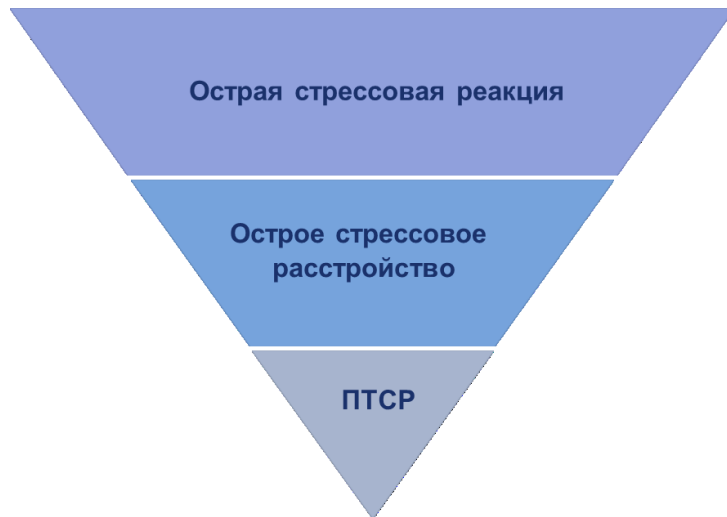 Острая стрессовая реакция
Острое стрессовое
расстройство
ПТСР